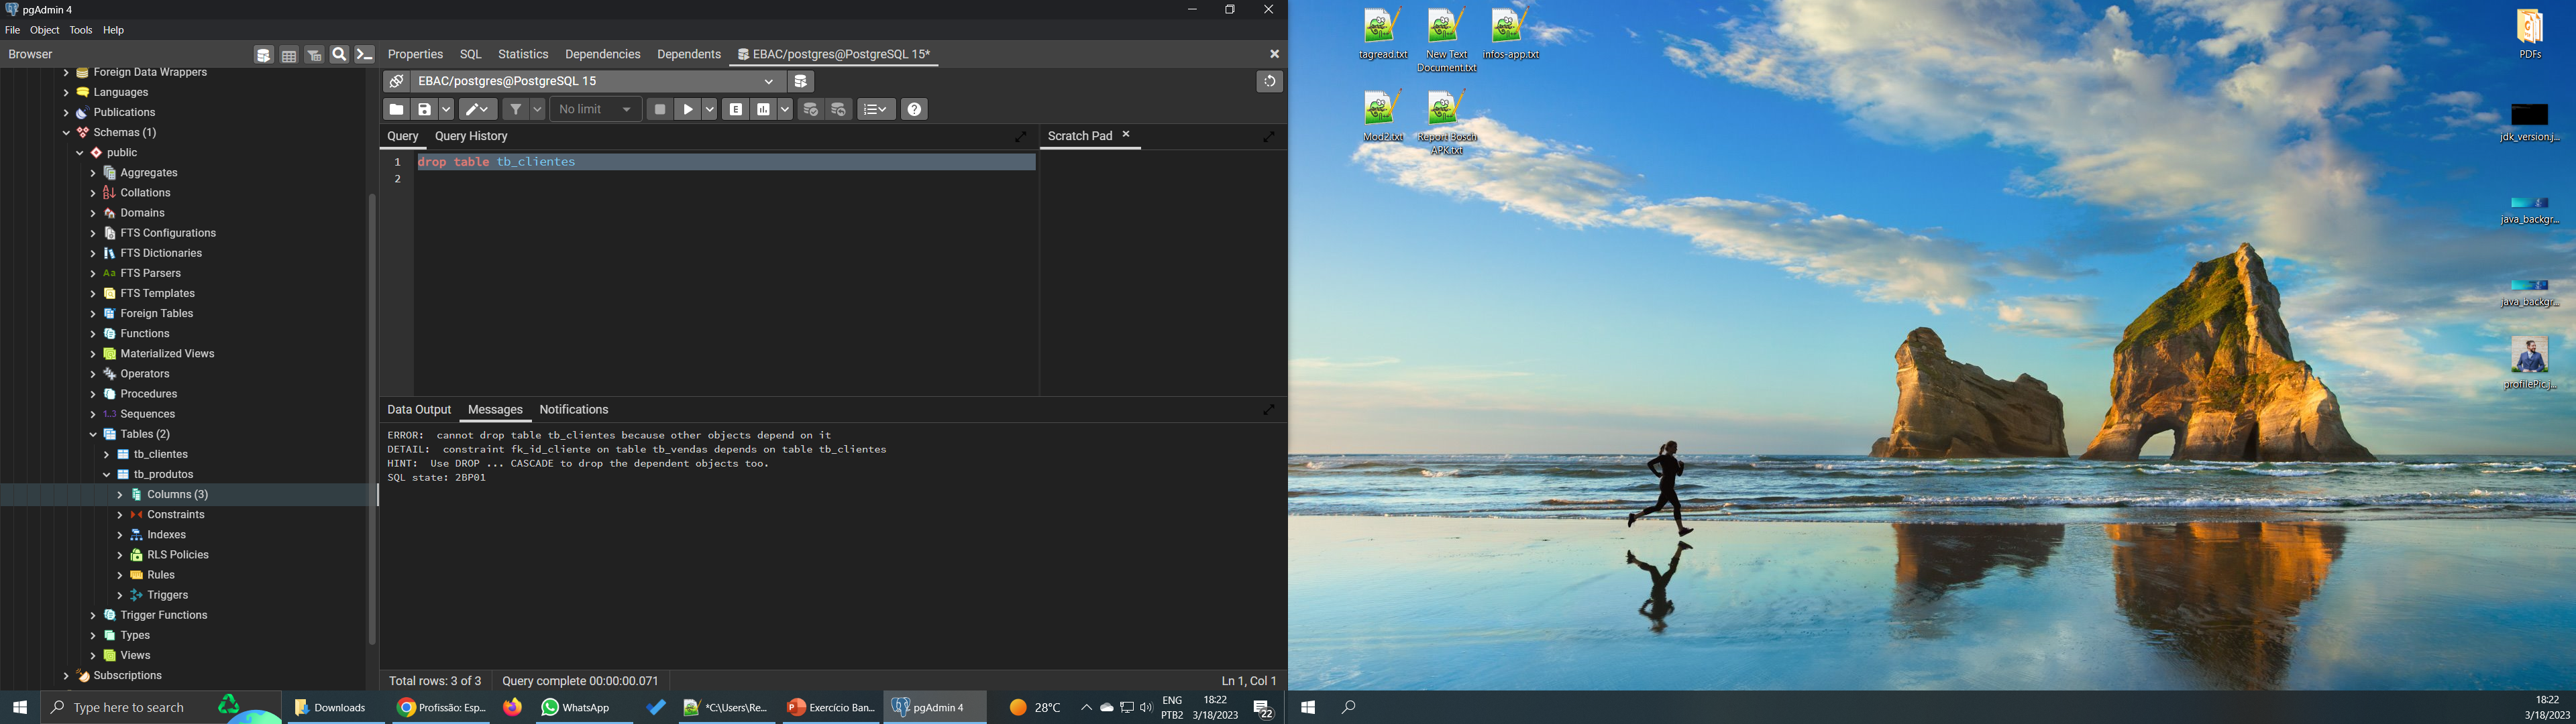 pgAdmin 4
File Object Tools Help
Browser
Properties SQL Statistics Dependencies Dependents EBAC/postgres@PostgreSQL 15*
EBAC/postgres@PostgreSQL 15
No limit
Query Query History
Scratch Pad
1 drop table tb_clientes
2
Foreign Data Wrappers
Languages
Publications
Schemas (1)
public
Aggregates
Collations
Domains
FTS Configurations
FTS Dictionaries
Aa FTS Parsers
FTS Templates
Foreign Tables
Functions
Materialized Views
Operators
Procedures
1..3 Sequences
Tables (2)
tb_clientes
tb_produtos
Columns (3)
Constraints
Indexes
RLS Policies
Rules
Triggers
Trigger Functions
Types
Views
Subscriptions
Data Output Messages Notifications
ERROR: cannot drop table tb_clientes because other objects depend on it
DETAIL: constraint fk_id_cliente on table tb_vendas depends on table tb_clientes
HINT: Use DROP ... CASCADE to drop the dependent objects too.
SQL state: 2BP01
Total rows: 3 of 3 Query complete 00:00:00.071 Ln 1, Col 1
Type here to search
Downloads
Profissão: Esp...
WhatsApp
*C:\Users\Re...
Exercício Ban...
pgAdmin 4
28°C
ENG
PTB2
18:22
3/18/2023
22
tagread.txt
New Text
Document.txt
infos-app.txt
Mod2.txt
Report Bosch
APK.txt
PDFs
jdk_version.j...
java_backgr...
java_backgr...
profilePic.j...
18:22
3/18/2023